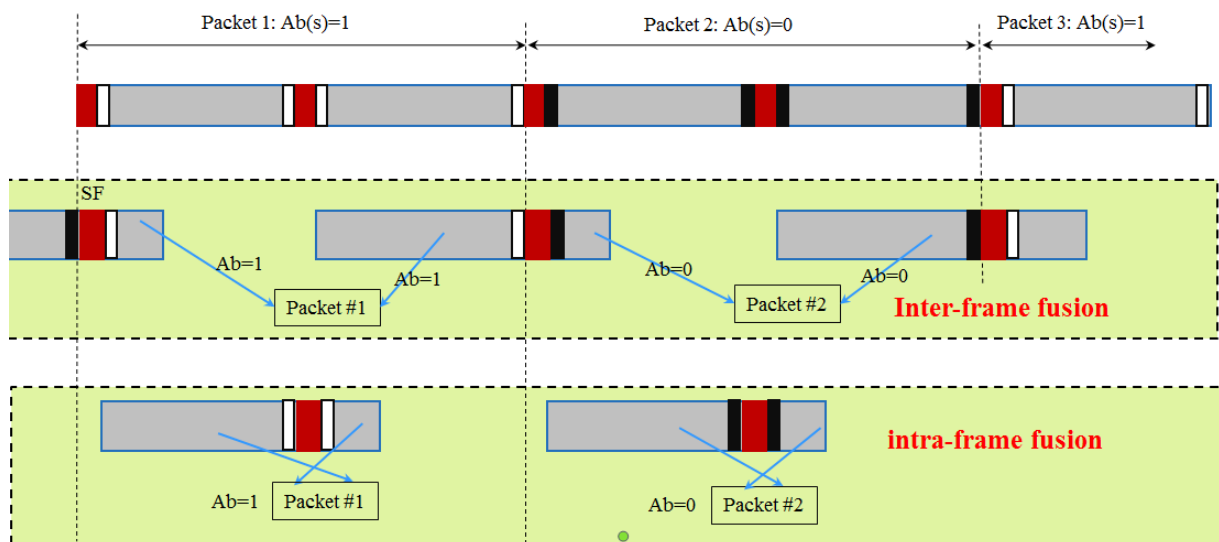 Packet 1: Ab(s)=1
Packet 2: Ab(s)=0
Packet 3: Ab(s)=1
SF
Ab=1
Ab=1
Packet #1
Ab=0
Ab=0
Packet #2
Inter-frame fusion
intra-frame fusion
Ab=1
Packet #1
Ab=0
Packet #2